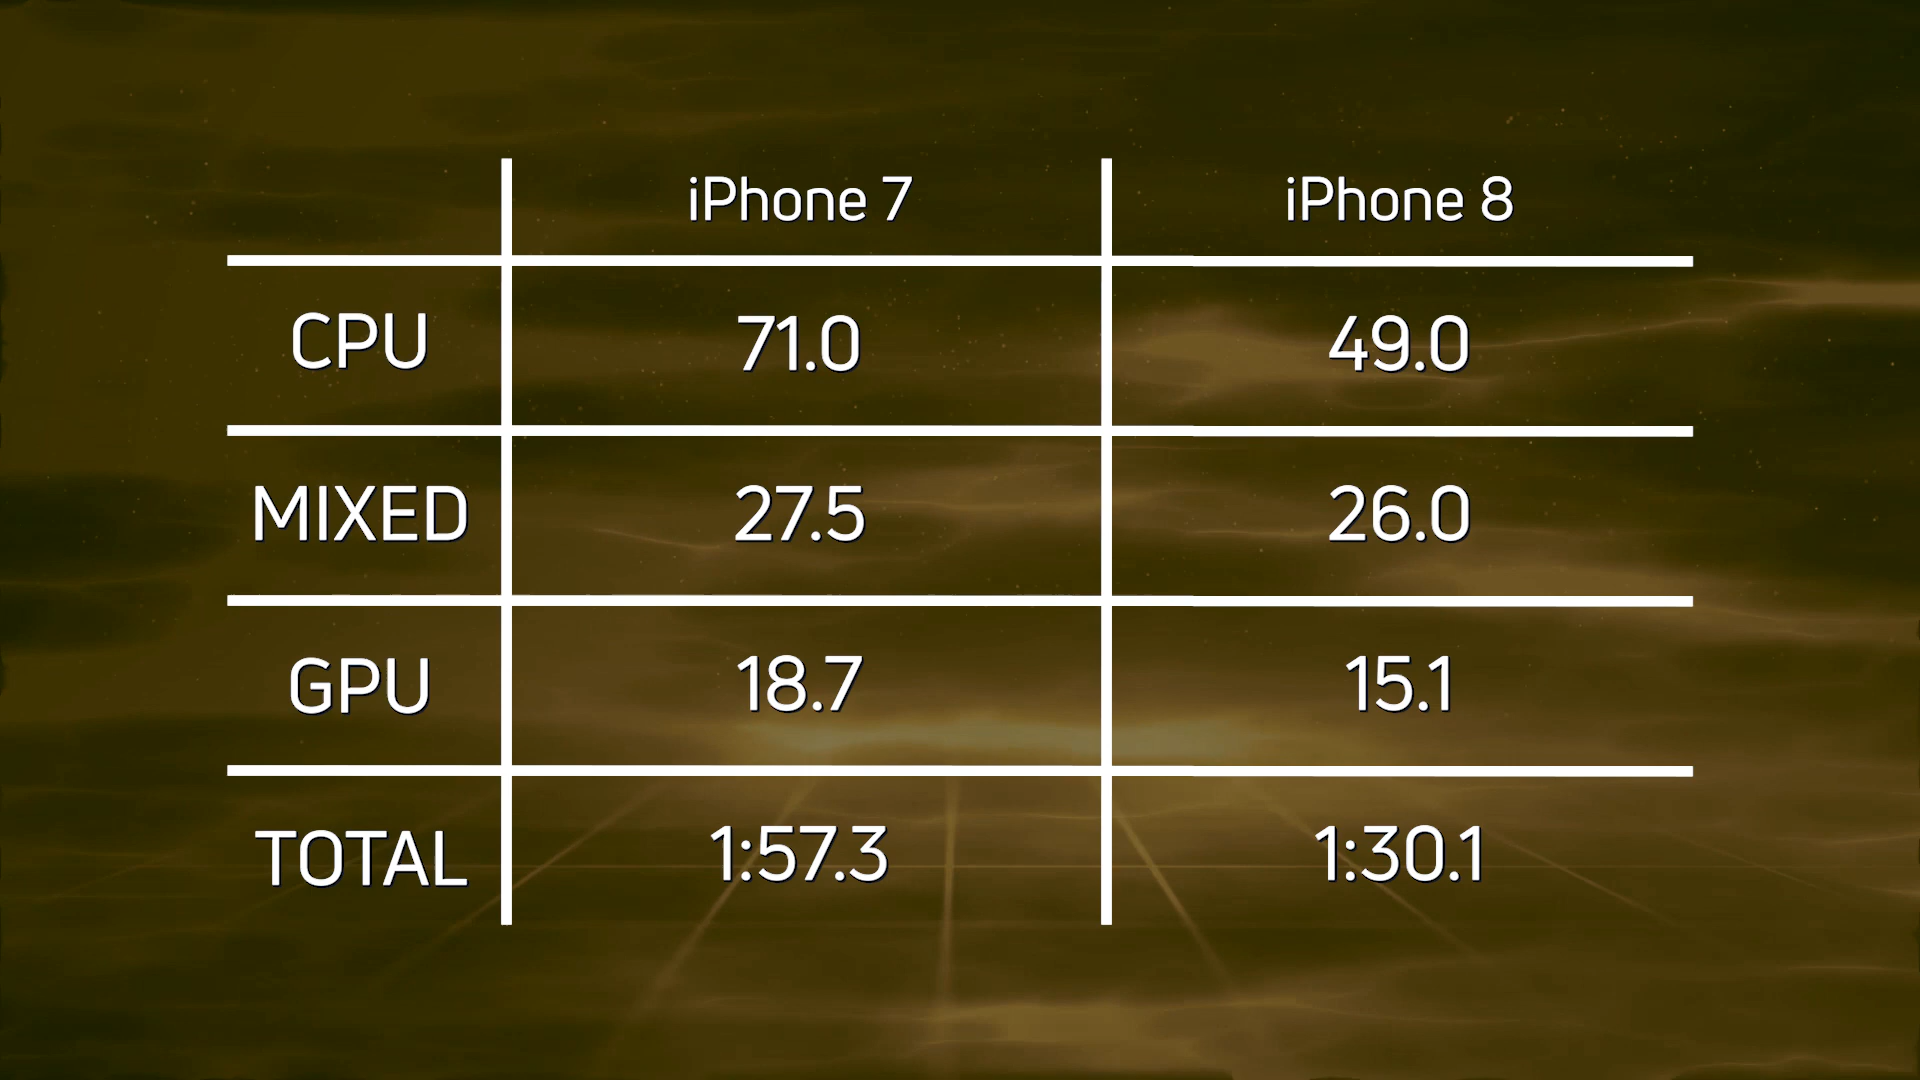 iPhone 7 iPhone 8
CPU 71.0 49.0
MIXED 27.5 26.0
GPU 18.7 15.1
TOTAL 1:57.3 1:30.1